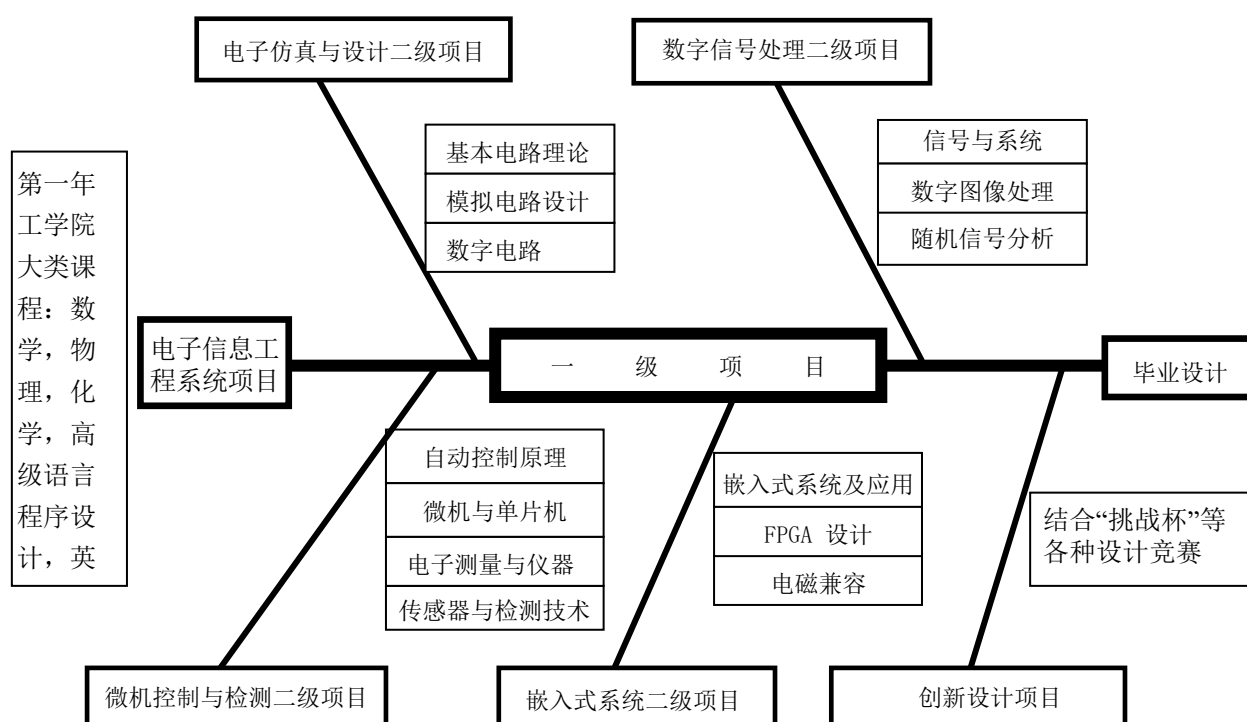 电子仿真与设计二级项目
数字信号处理二级项目
基本电路理论
模拟电路设计
数字电路
信号与系统
数字图像处理
随机信号分析
第一年
工学院
大类课
程：数
学，物
理，化
学，高
级语言
程序设
计，英
电子信息工
程系统项目
一 级 项 目
毕业设计
自动控制原理
微机与单片机
电子测量与仪器
传感器与检测技术
嵌入式系统及应用
FPGA 设计
电磁兼容
结合“挑战杯”等
各种设计竞赛
微机控制与检测二级项目
嵌入式系统二级项目
创新设计项目